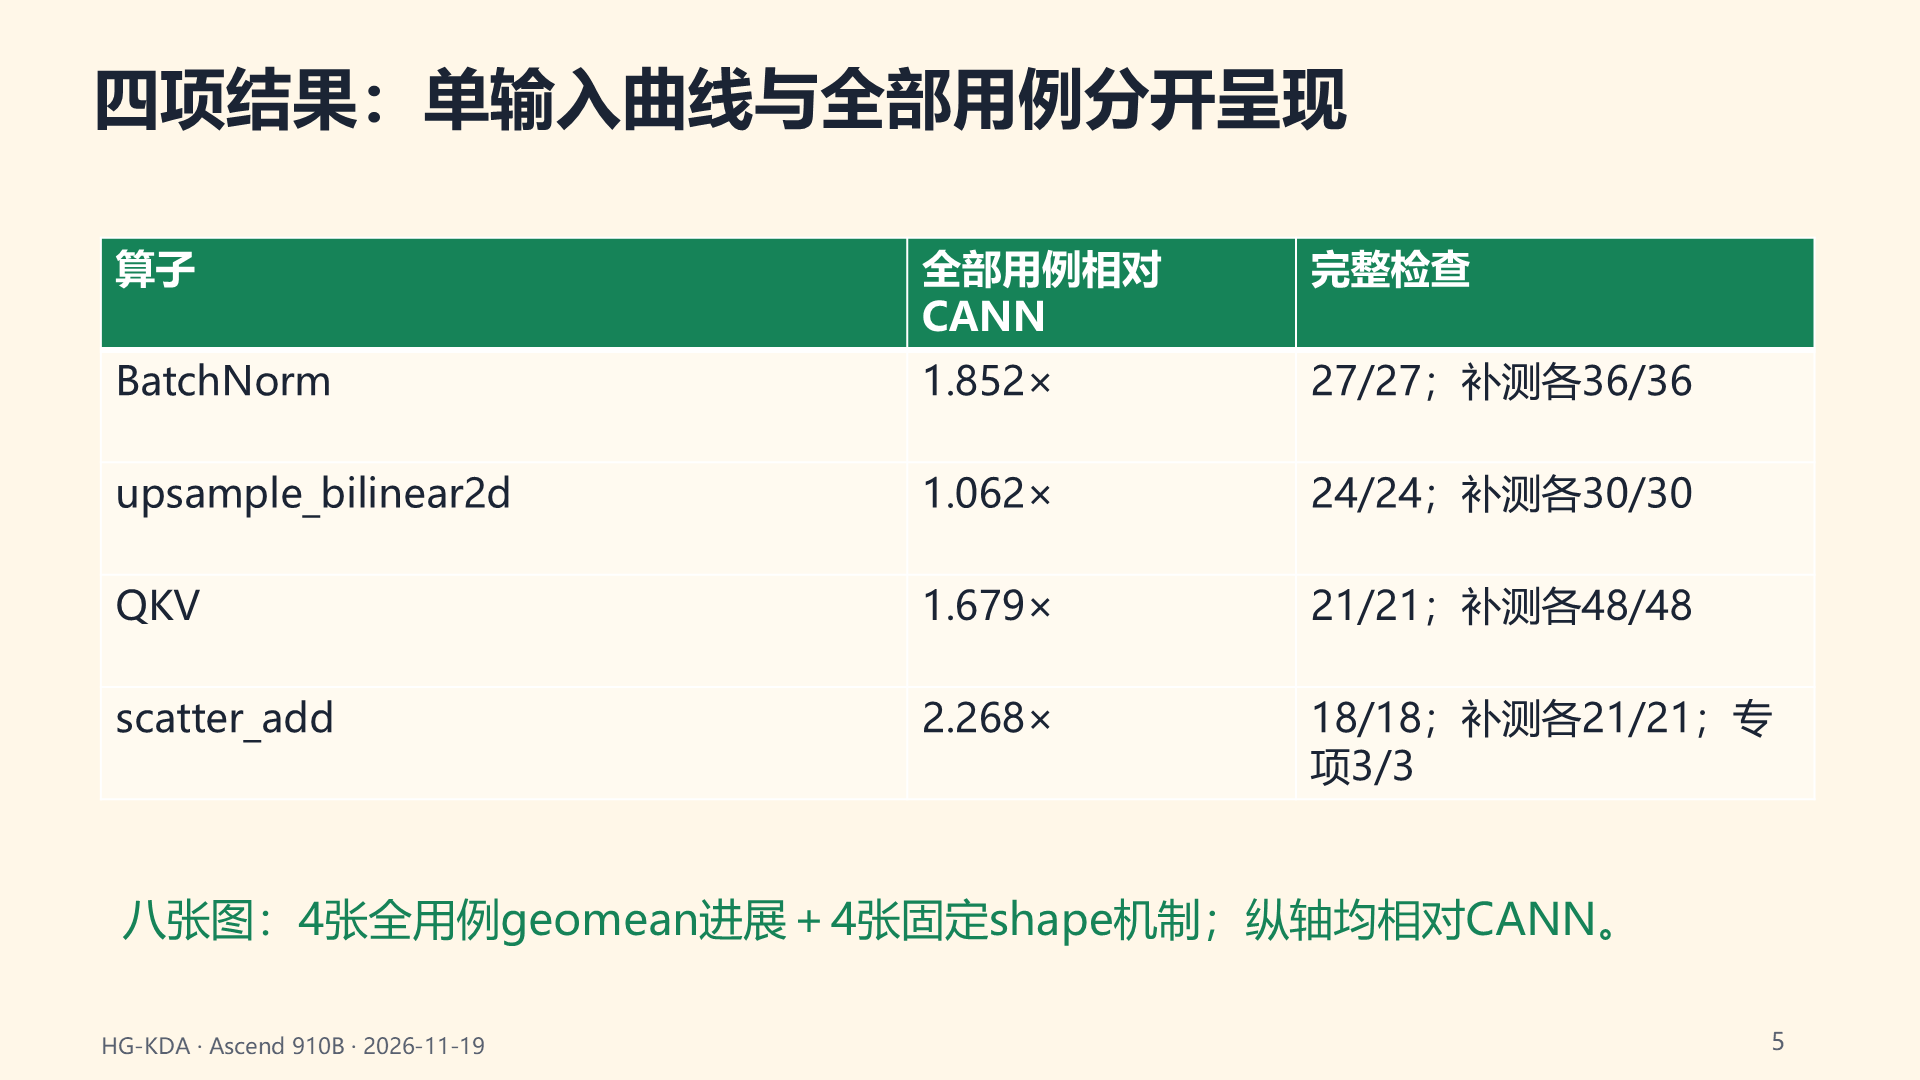 四项结果：单输入曲线与全部用例分开呈现
算子
全部用例相对
CANN
完整检查
BatchNorm
1.852×
27/27；补测各36/36
upsample_bilinear2d
1.062×
24/24；补测各30/30
QKV
1.679×
21/21；补测各48/48
scatter_add
2.268×
18/18；补测各21/21；专
项3/3
八张图：4张全用例geomean进展＋4张固定shape机制；纵轴均相对CANN。
HG-KDA · Ascend 910B · 2026-11-19
5